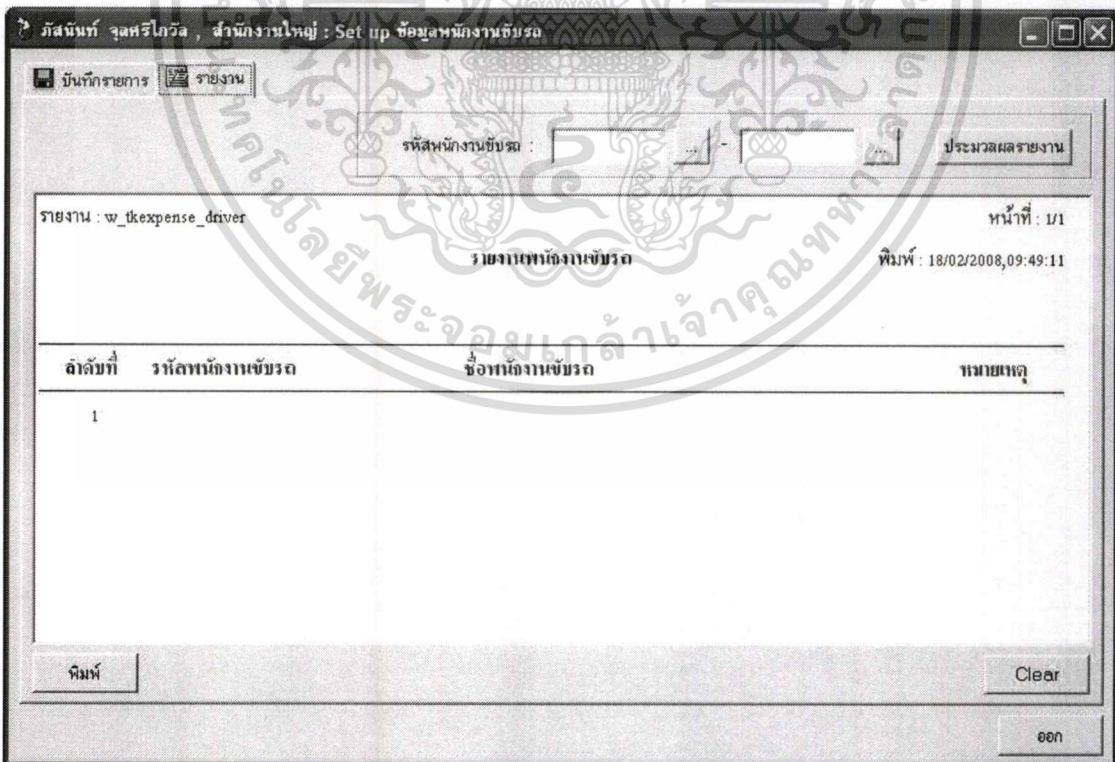 ภัสนันท์ จุลศรีไกวัล , สำนักงานใหญ่ : Set up ข้อมูลพนักงานขับรถ
บันทึกรายการ รายงาน
รหัสพนักงานขับรถ : ... - ... ประมวลผลรายงาน
รายงาน : w_tkexpense_driver หน้าที่ : 1/1
รายงานพนักงานขับรถ พิมพ์ : 18/02/2008,09:49:11
ลำดับที่ รหัสพนักงานขับรถ ชื่อพนักงานขับรถ หมายเหตุ
1
พิมพ์ Clear
ออก